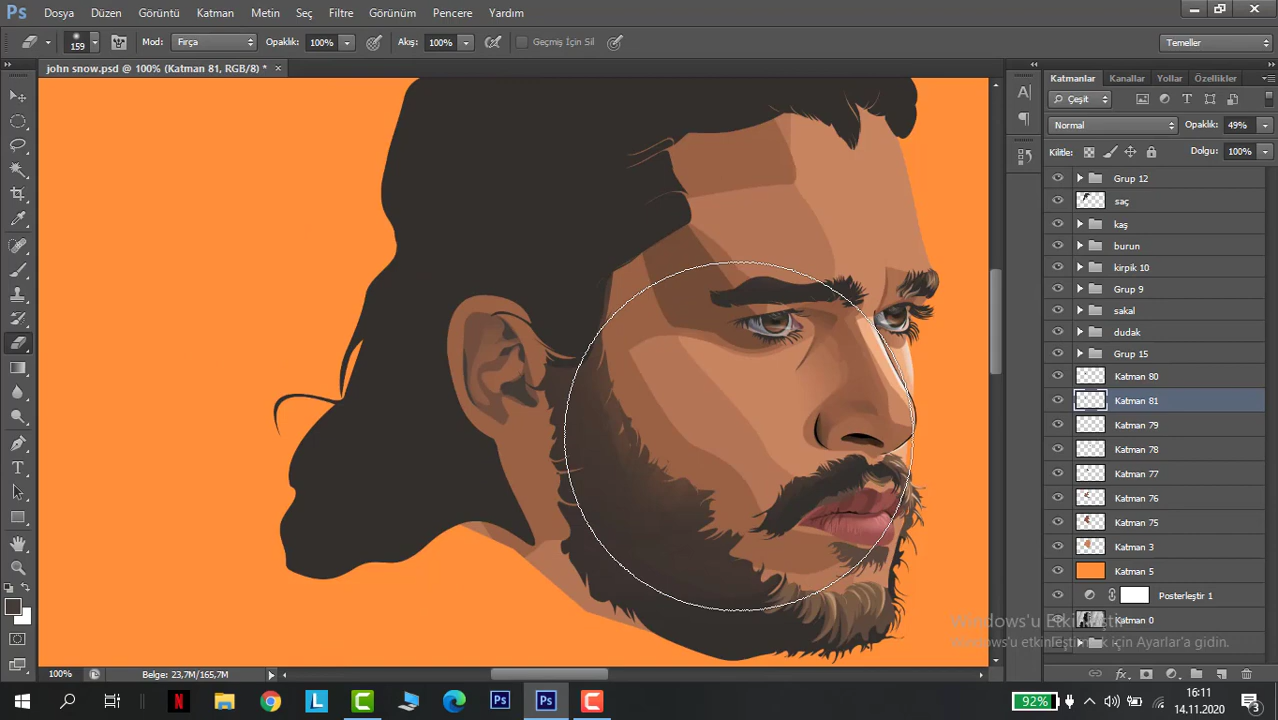 Ps Dosya Düzen Görüntü Katman Metin Seç Filtre Görünüm Pencere Yardım
159 Mod: Fırça Opaklık: 100% Akış: 100% Geçmiş İçin Sil Temeller
john snow.psd @ 100% (Katman 81, RGB/8) * ×
Katmanlar Kanallar Yollar Özellikler
Çeşit
Normal Opaklık: 49%
Kilitle: Dolgu: 100%
Grup 12
saç
kaş
burun
kirpik 10
Grup 9
sakal
dudak
Grup 15
Katman 80
Katman 81
Katman 79
Katman 78
Katman 77
Katman 76
Katman 75
Katman 3
Katman 5
Posterleştir 1
Katman 0
Windows'u Etkinleştir
Windows'u etkinleştirmek için Ayarlar'a gidin.
100% Belge: 23,7M/165,7M
92% 16:11
14.11.2020 3